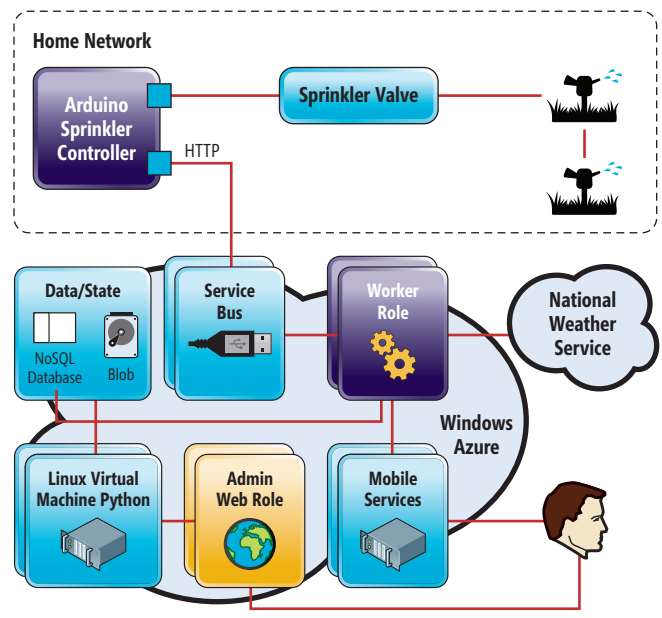 Home Network
Arduino
Sprinkler
Controller
Sprinkler Valve
HTTP
Data/State
NoSQL
Database
Blob
Service
Bus
Worker
Role
National
Weather
Service
Windows
Azure
Linux Virtual
Machine Python
Admin
Web Role
Mobile
Services